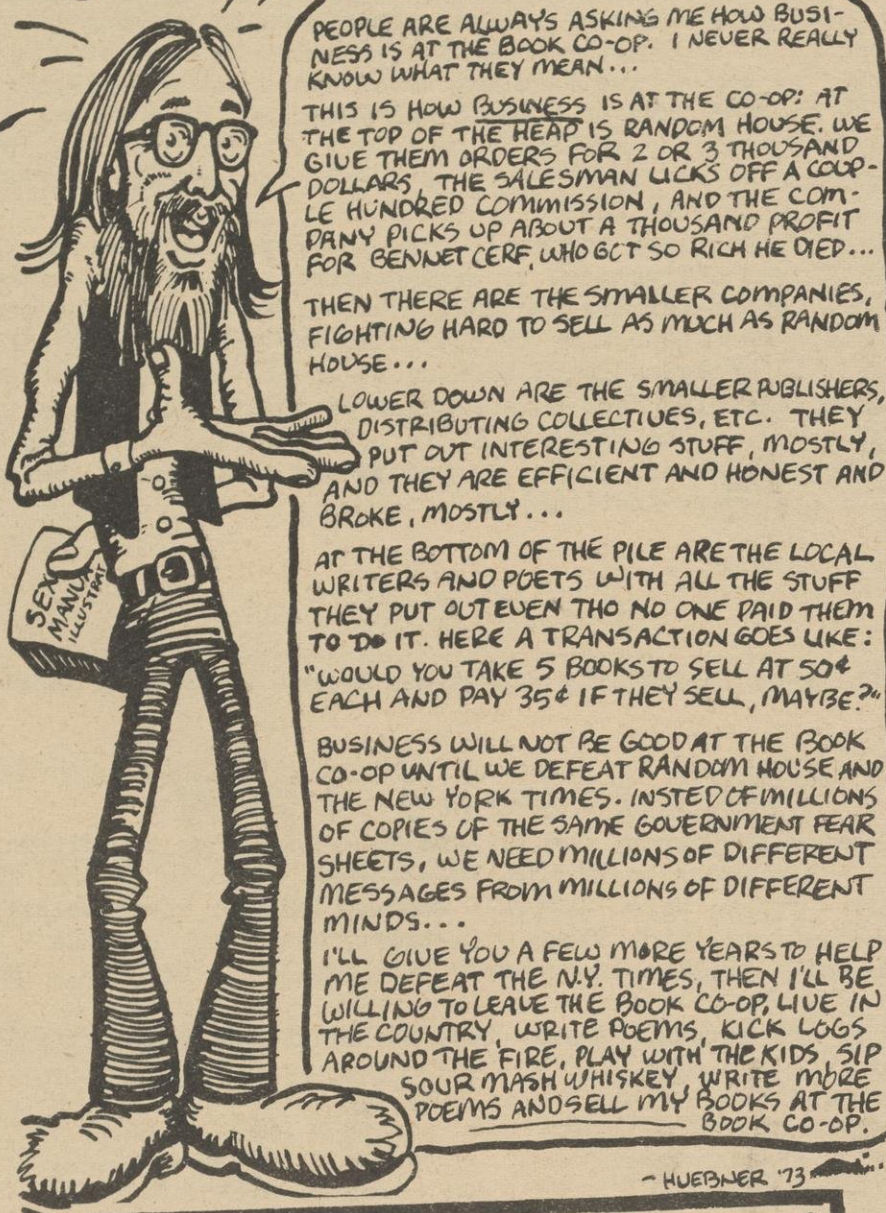 PEOPLE ARE ALWAYS ASKING ME HOW BUSI-
NESS IS AT THE BOOK CO-OP. I NEVER REALLY
KNOW WHAT THEY MEAN...
THIS IS HOW BUSINESS IS AT THE CO-OP: AT
THE TOP OF THE HEAP IS RANDOM HOUSE. WE
GIVE THEM ORDERS FOR 2 OR 3 THOUSAND
DOLLARS, THE SALESMAN LICKS OFF A COUP-
LE HUNDRED COMMISSION, AND THE COM-
PANY PICKS UP ABOUT A THOUSAND PROFIT
FOR BENNET CERF, WHO GOT SO RICH HE DIED...
THEN THERE ARE THE SMALLER COMPANIES,
FIGHTING HARD TO SELL AS MUCH AS RANDOM
HOUSE...
LOWER DOWN ARE THE SMALLER PUBLISHERS,
DISTRIBUTING COLLECTIVES, ETC. THEY
PUT OUT INTERESTING STUFF, MOSTLY,
AND THEY ARE EFFICIENT AND HONEST AND
BROKE, MOSTLY...
AT THE BOTTOM OF THE PILE ARE THE LOCAL
WRITERS AND POETS WITH ALL THE STUFF
THEY PUT OUT EVEN THO NO ONE PAID THEM
TO DO IT. HERE A TRANSACTION GOES LIKE:
"WOULD YOU TAKE 5 BOOKS TO SELL AT 50¢
EACH AND PAY 35¢ IF THEY SELL, MAYBE?"
BUSINESS WILL NOT BE GOOD AT THE BOOK
CO-OP UNTIL WE DEFEAT RANDOM HOUSE AND
THE NEW YORK TIMES. INSTED OF MILLIONS
OF COPIES OF THE SAME GOVERNMENT FEAR
SHEETS, WE NEED MILLIONS OF DIFFERENT
MESSAGES FROM MILLIONS OF DIFFERENT
MINDS...
I'LL GIVE YOU A FEW MORE YEARS TO HELP
ME DEFEAT THE N.Y. TIMES, THEN I'LL BE
WILLING TO LEAVE THE BOOK CO-OP, LIVE IN
THE COUNTRY, WRITE POEMS, KICK LOGS
AROUND THE FIRE, PLAY WITH THE KIDS, SIP
SOUR MASH WHISKEY, WRITE MORE
POEMS AND SELL MY BOOKS AT THE
BOOK CO-OP.
- HUEBNER '73
SEX
MANUAL
ILLUSTRAT